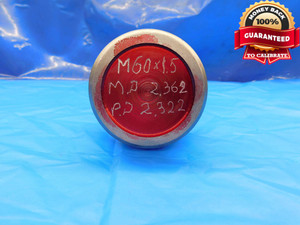 MONEY BACK
100%
GUARANTEED
TO CALIBRATE
M60x1.5
M.D 2.362
P.D 2.322